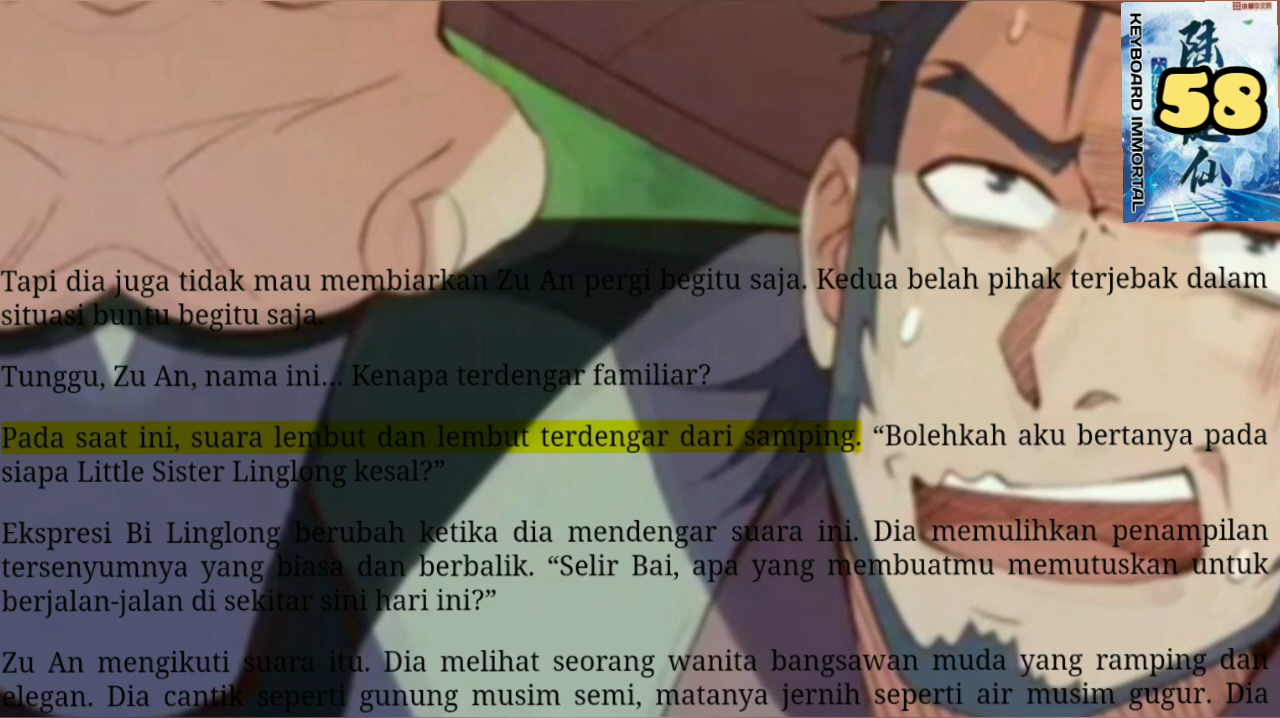 KEYBOARD IMMORTAL
58
Tapi dia juga tidak mau membiarkan Zu An pergi begitu saja. Kedua belah pihak terjebak dalam
situasi buntu begitu saja.
Tunggu, Zu An, nama ini... Kenapa terdengar familiar?
Pada saat ini, suara lembut dan lembut terdengar dari samping. “Bolehkah aku bertanya pada
siapa Little Sister Linglong kesal?”
Ekspresi Bi Linglong berubah ketika dia mendengar suara ini. Dia memulihkan penampilan
tersenyumnya yang biasa dan berbalik. “Selir Bai, apa yang membuatmu memutuskan untuk
berjalan-jalan di sekitar sini hari ini?”
Zu An mengikuti suara itu. Dia melihat seorang wanita bangsawan muda yang ramping dan
elegan. Dia cantik seperti gunung musim semi, matanya jernih seperti air musim gugur. Dia